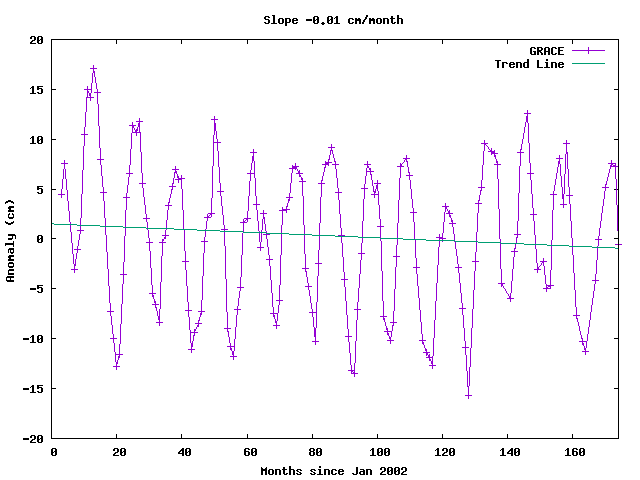 Slope -0.01 cm/month
GRACE
Trend Line
20
15
10
5
0
-5
-10
-15
-20
Anomaly (cm)
0 20 40 60 80 100 120 140 160
Months since Jan 2002